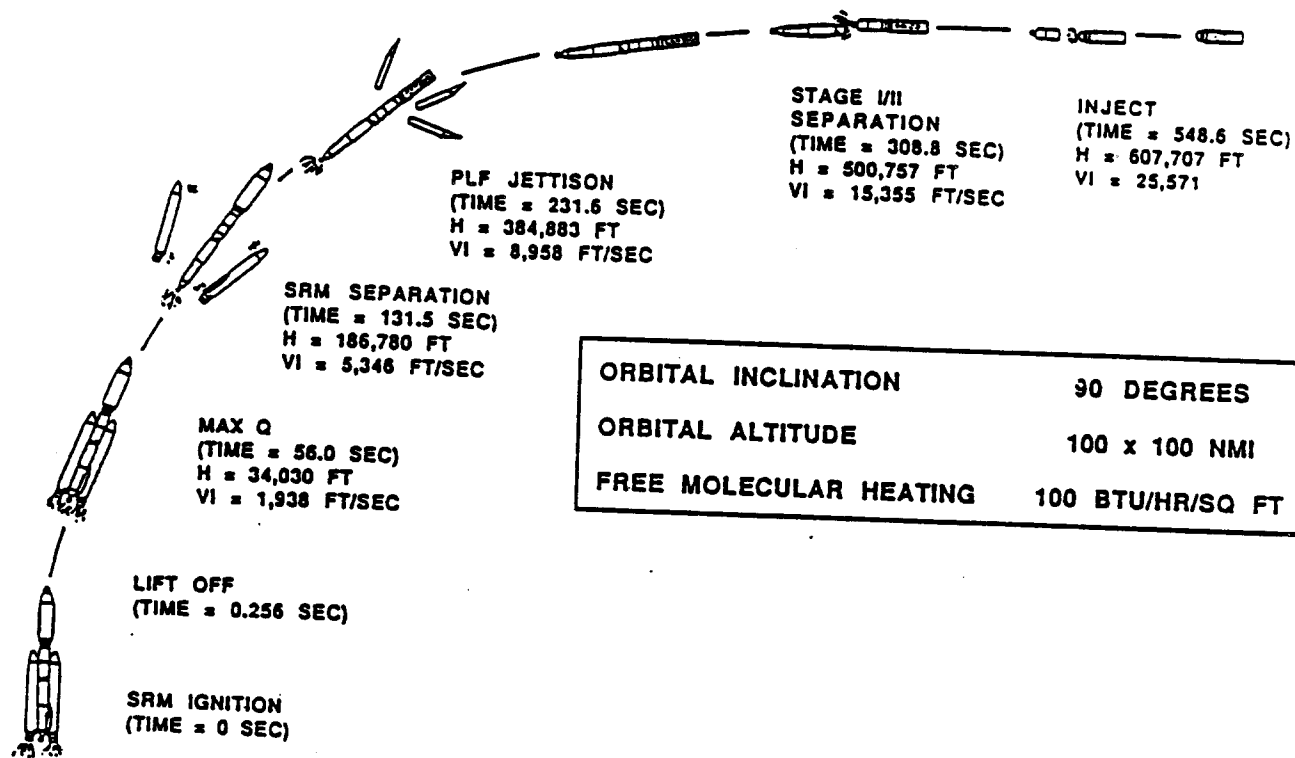 STAGE I/II
SEPARATION
(TIME = 308.8 SEC)
H = 500,757 FT
VI = 15,355 FT/SEC
INJECT
(TIME = 548.6 SEC)
H = 607,707 FT
VI = 25,571
PLF JETTISON
(TIME = 231.6 SEC)
H = 384,883 FT
VI = 8,958 FT/SEC
SRM SEPARATION
(TIME = 131.5 SEC)
H = 186,780 FT
VI = 5,346 FT/SEC
MAX Q
(TIME = 56.0 SEC)
H = 34,030 FT
VI = 1,938 FT/SEC
LIFT OFF
(TIME = 0.256 SEC)
SRM IGNITION
(TIME = 0 SEC)
ORBITAL INCLINATION 90 DEGREES
ORBITAL ALTITUDE 100 x 100 NMI
FREE MOLECULAR HEATING 100 BTU/HR/SQ FT